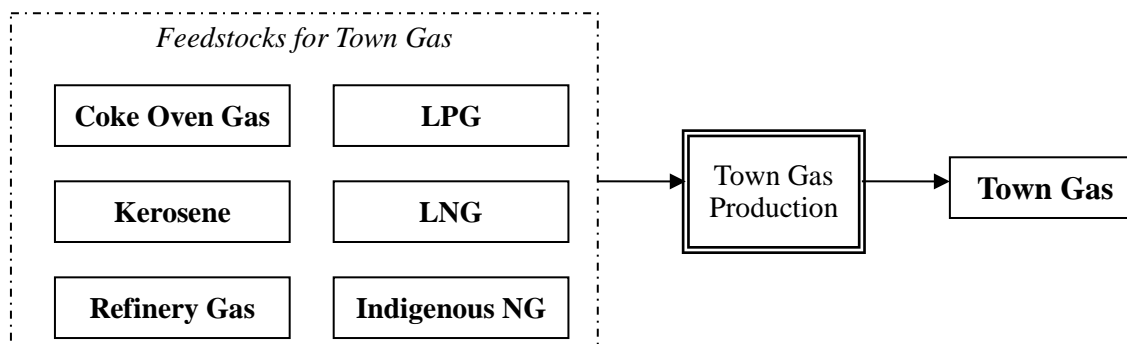 Feedstocks for Town Gas
Coke Oven Gas
LPG
Kerosene
LNG
Refinery Gas
Indigenous NG
Town Gas
Production
Town Gas